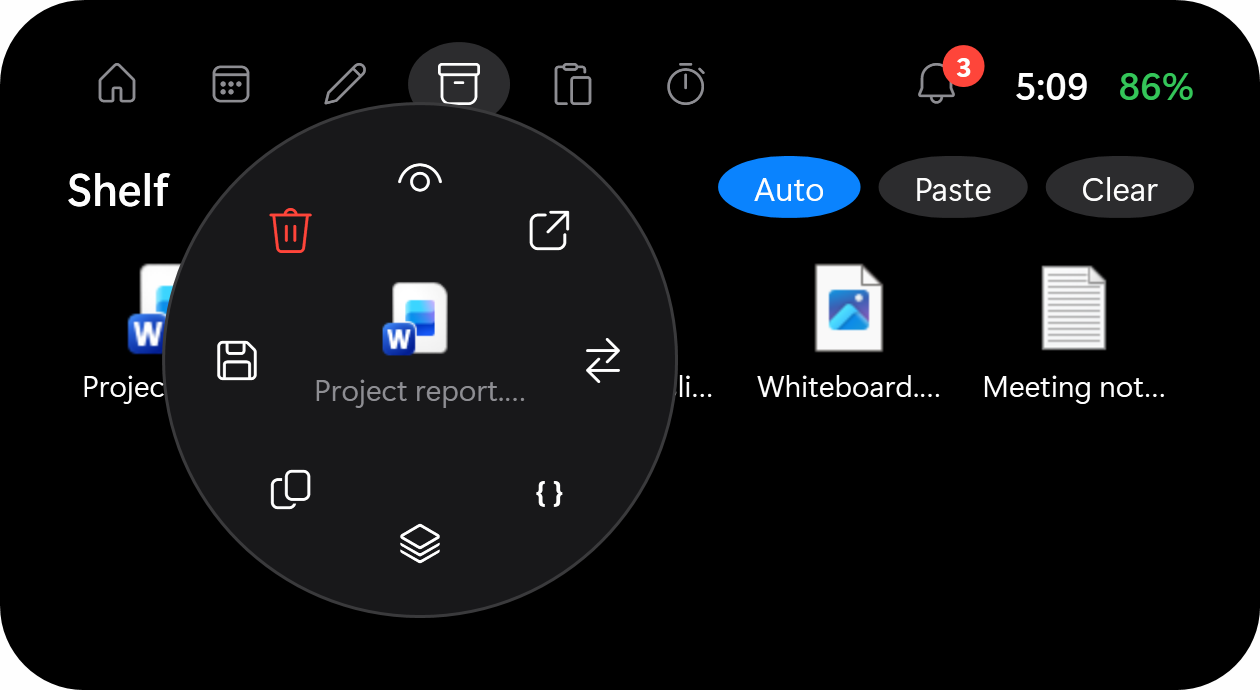 3
5:09 86%
Shelf
Auto Paste Clear
W
W
Projec
Project report....
li...
Whiteboard....
Meeting not...
{}